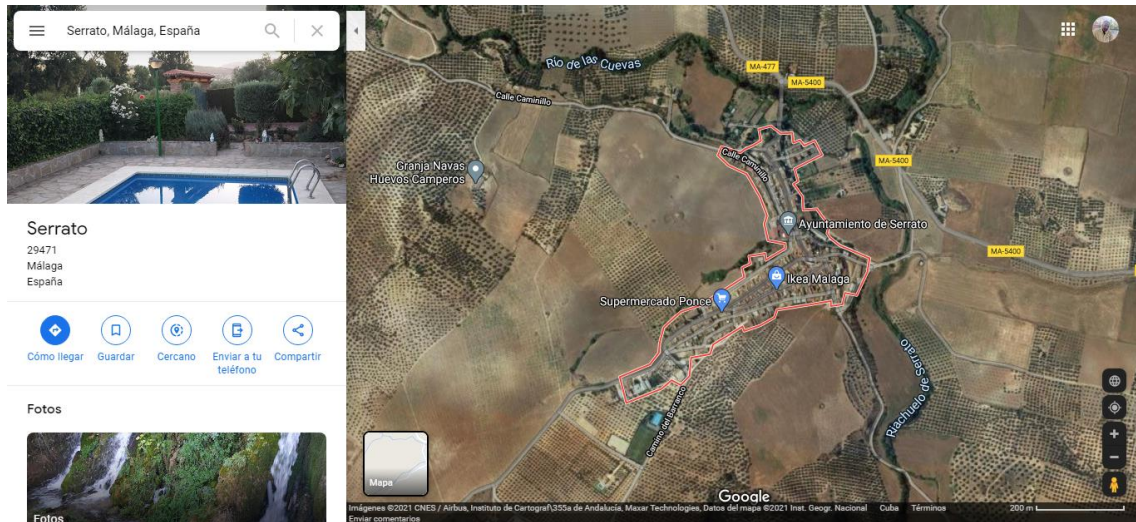 Serrato, Málaga, España
Serrato
29471
Málaga
España
Cómo llegar
Guardar
Cercano
Enviar a tu
teléfono
Compartir
Fotos
Fotos
Río de las Cuevas
MA-477
MA-5400
Calle Caminillo
Granja Navas
Huevos Camperos
Calle Caminillo
MA-5400
Ayuntamiento de Serrato
MA-5400
Ikea Malaga
Supermercado Ponce
Riachuelo de Serrato
Camino del Barranco
Mapa
Google
Imágenes ©2021 CNES / Airbus, Instituto de Cartograf\355a de Andalucía, Maxar Technologies, Datos del mapa ©2021 Inst. Geogr. Nacional Cuba Términos 200 m
Enviar comentarios